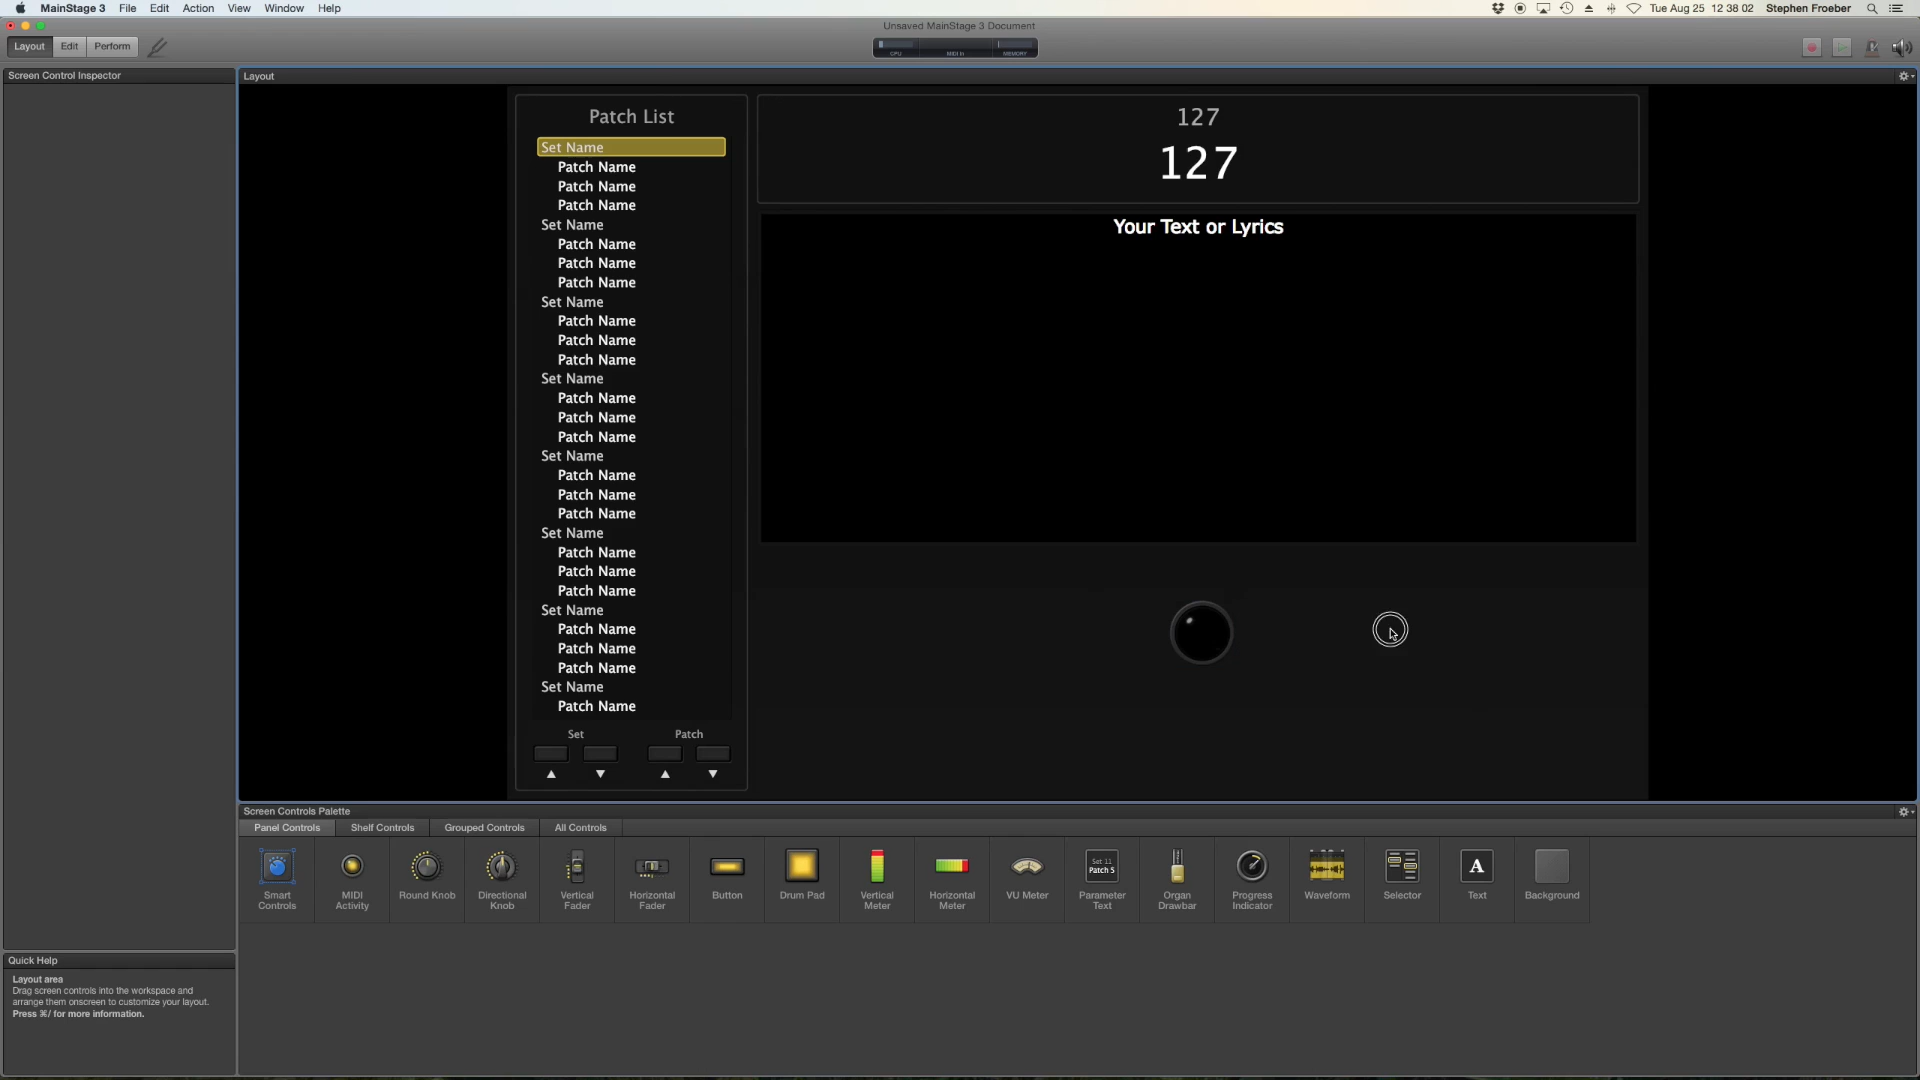 MainStage 3 File Edit Action View Window Help
Tue Aug 25 12 38 02 Stephen Froeber
Unsaved MainStage 3 Document
Layout Edit Perform
CPU MIDI In MEMORY
Screen Control Inspector
Layout
Patch List
Set Name
Patch Name
Patch Name
Patch Name
Set Name
Patch Name
Patch Name
Patch Name
Set Name
Patch Name
Patch Name
Patch Name
Set Name
Patch Name
Patch Name
Patch Name
Set Name
Patch Name
Patch Name
Patch Name
Set Name
Patch Name
Patch Name
Patch Name
Set Name
Patch Name
Patch Name
Patch Name
Set Name
Patch Name
Set Patch
127
127
Your Text or Lyrics
Screen Controls Palette
Panel Controls Shelf Controls Grouped Controls All Controls
Set 11
Patch 5
A
Smart Controls
MIDI Activity
Round Knob
Directional Knob
Vertical Fader
Horizontal Fader
Button
Drum Pad
Vertical Meter
Horizontal Meter
VU Meter
Parameter Text
Organ Drawbar
Progress Indicator
Waveform
Selector
Text
Background
Quick Help
Layout area
Drag screen controls into the workspace and
arrange them onscreen to customize your layout.
Press ⌘/ for more information.